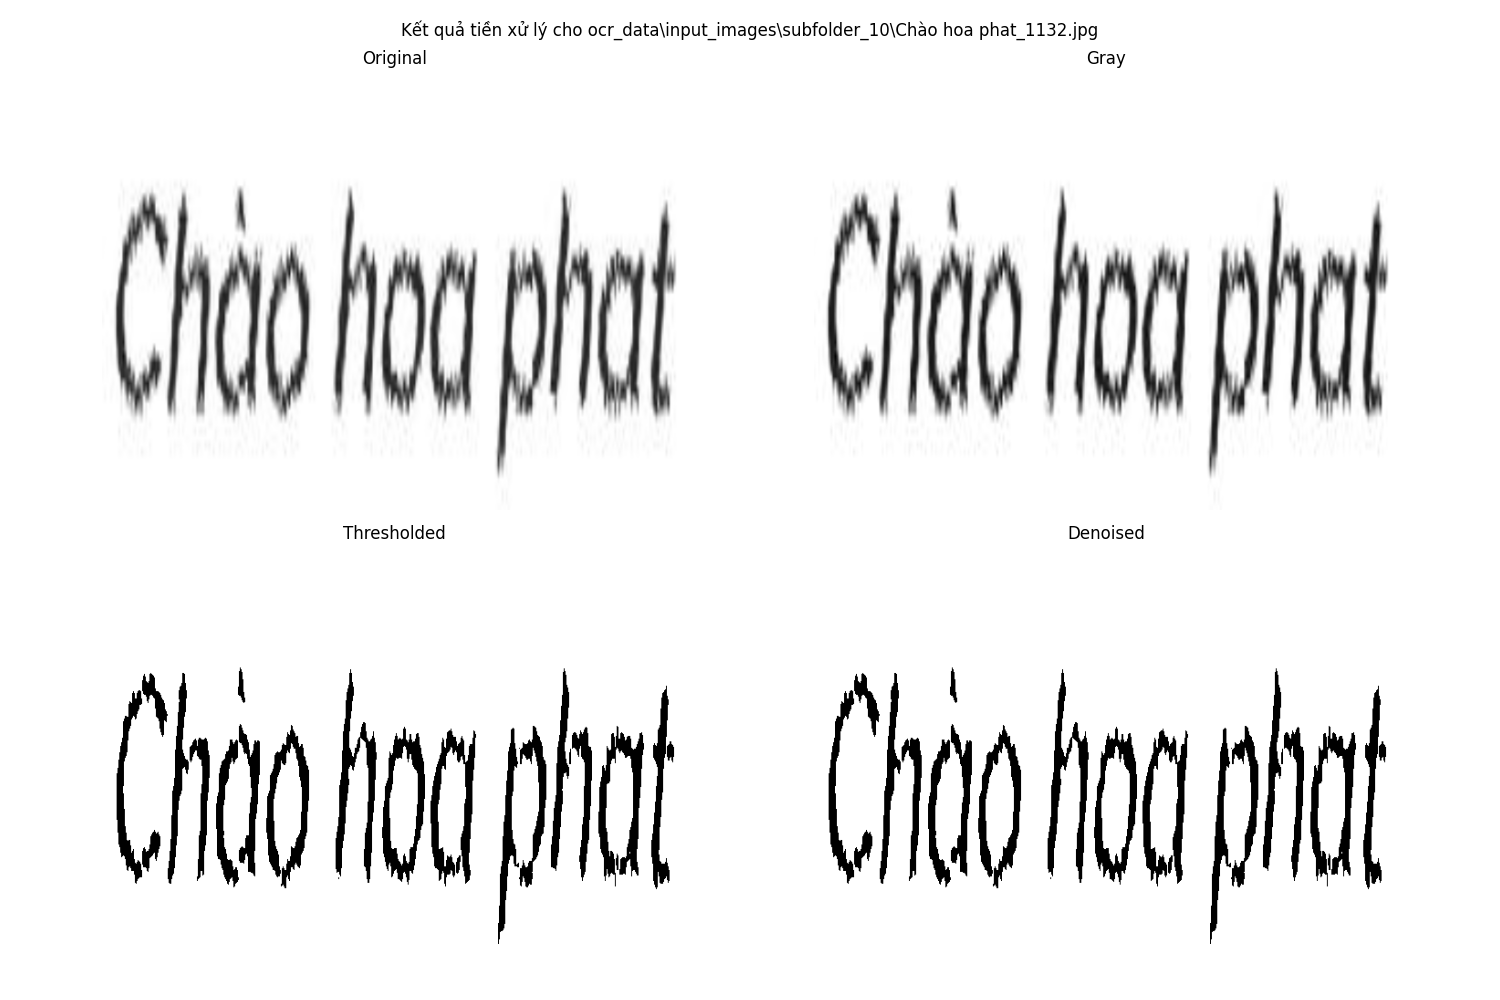 Kết quả tiền xử lý cho ocr_data\input_images\subfolder_10\Chào hoa phat_1132.jpg
Original
Gray
Chào hoa phat
Chào hoa phat
Thresholded
Denoised
Chào hoa phat
Chào hoa phat